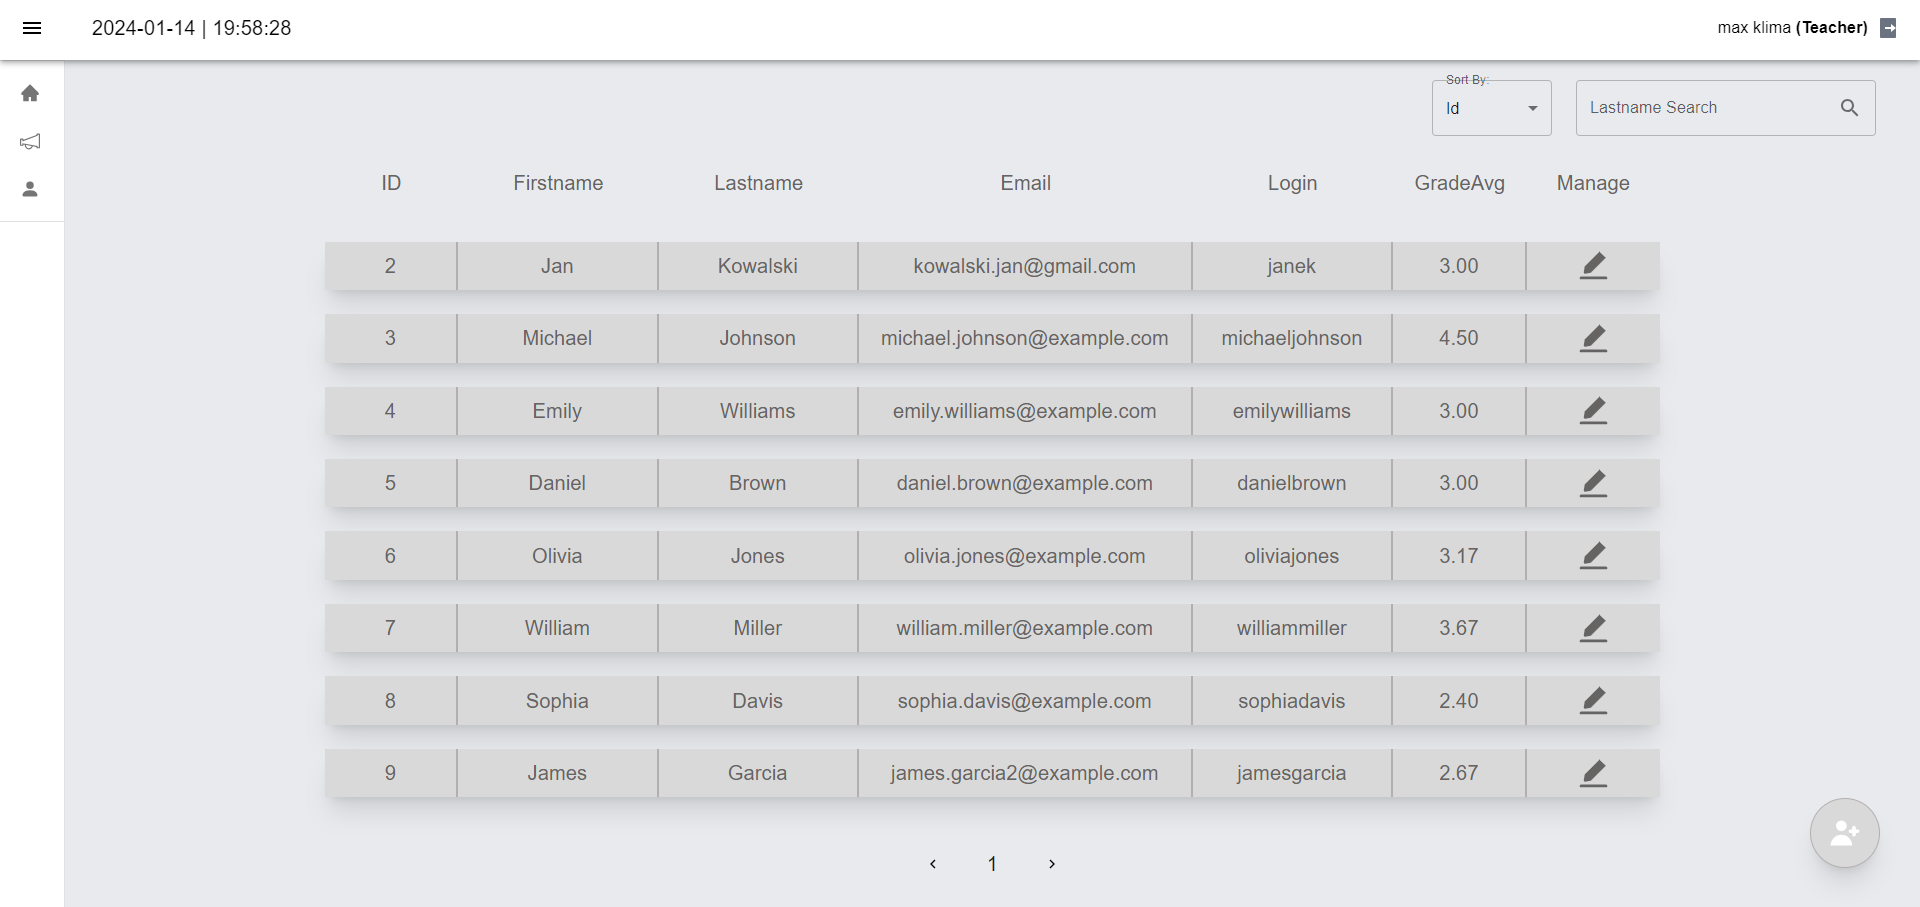 2024-01-14 | 19:58:28
max klima (Teacher)
Sort By:
Id
Lastname Search
ID Firstname Lastname Email Login GradeAvg Manage
2 Jan Kowalski kowalski.jan@gmail.com janek 3.00
3 Michael Johnson michael.johnson@example.com michaeljohnson 4.50
4 Emily Williams emily.williams@example.com emilywilliams 3.00
5 Daniel Brown daniel.brown@example.com danielbrown 3.00
6 Olivia Jones olivia.jones@example.com oliviajones 3.17
7 William Miller william.miller@example.com williammiller 3.67
8 Sophia Davis sophia.davis@example.com sophiadavis 2.40
9 James Garcia james.garcia2@example.com jamesgarcia 2.67
1